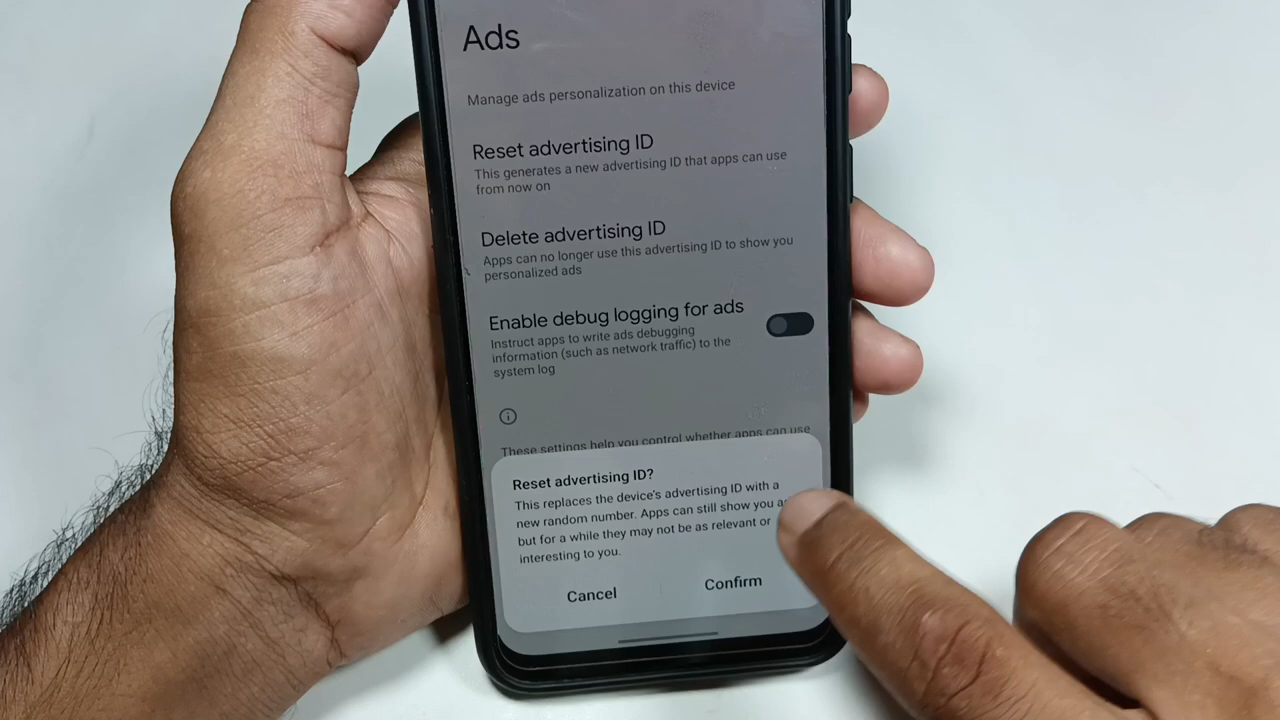 Ads
Manage ads personalization on this device
Reset advertising ID
This generates a new advertising ID that apps can use
from now on
Delete advertising ID
Apps can no longer use this advertising ID to show you
personalized ads
Enable debug logging for ads
Instruct apps to write ads debugging
information (such as network traffic) to the
system log
These settings help you control whether apps can use
Reset advertising ID?
This replaces the device's advertising ID with a
new random number. Apps can still show you
but for a while they may not be as relevant or
interesting to you.
Cancel
Confirm